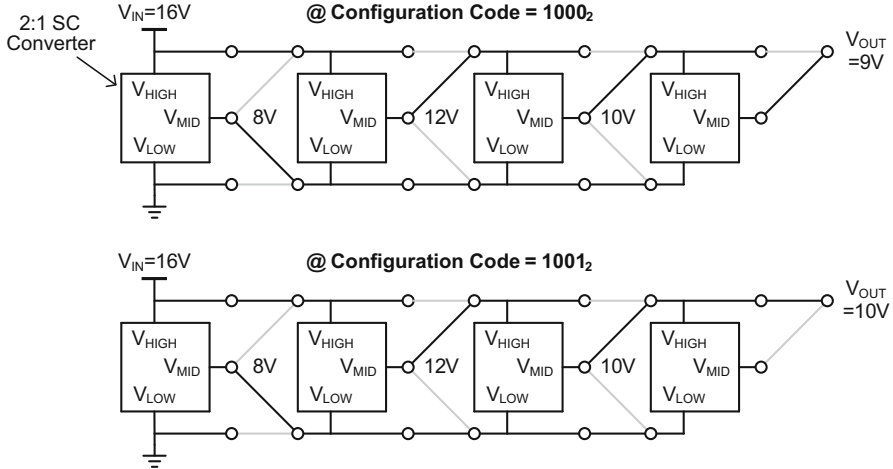 V_IN=16V
@ Configuration Code = 1000₂
2:1 SC
Converter
V_HIGH
V_MID
V_LOW
8V
V_HIGH
V_MID
V_LOW
12V
V_HIGH
V_MID
V_LOW
10V
V_HIGH
V_MID
V_LOW
V_OUT
=9V
V_IN=16V
@ Configuration Code = 1001₂
V_HIGH
V_MID
V_LOW
8V
V_HIGH
V_MID
V_LOW
12V
V_HIGH
V_MID
V_LOW
10V
V_HIGH
V_MID
V_LOW
V_OUT
=10V